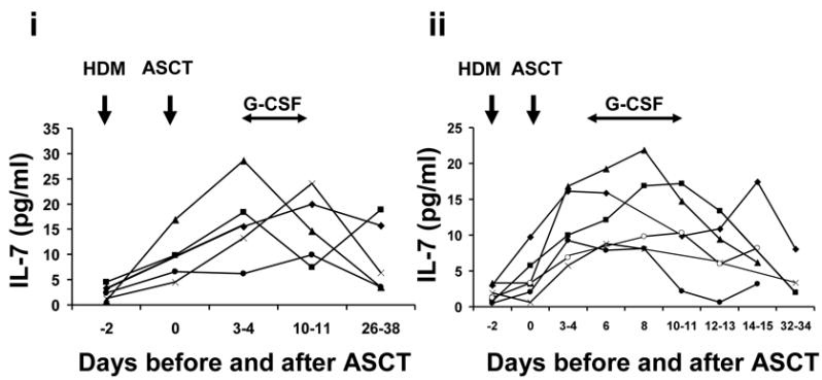 i
HDM ASCT
G-CSF
35
30
25
20
15
10
5
0
IL-7 (pg/ml)
-2 0 3-4 10-11 26-38
Days before and after ASCT
ii
HDM ASCT
G-CSF
25
20
15
10
5
0
IL-7 (pg/ml)
-2 0 3-4 6 8 10-11 12-13 14-15 32-34
Days before and after ASCT